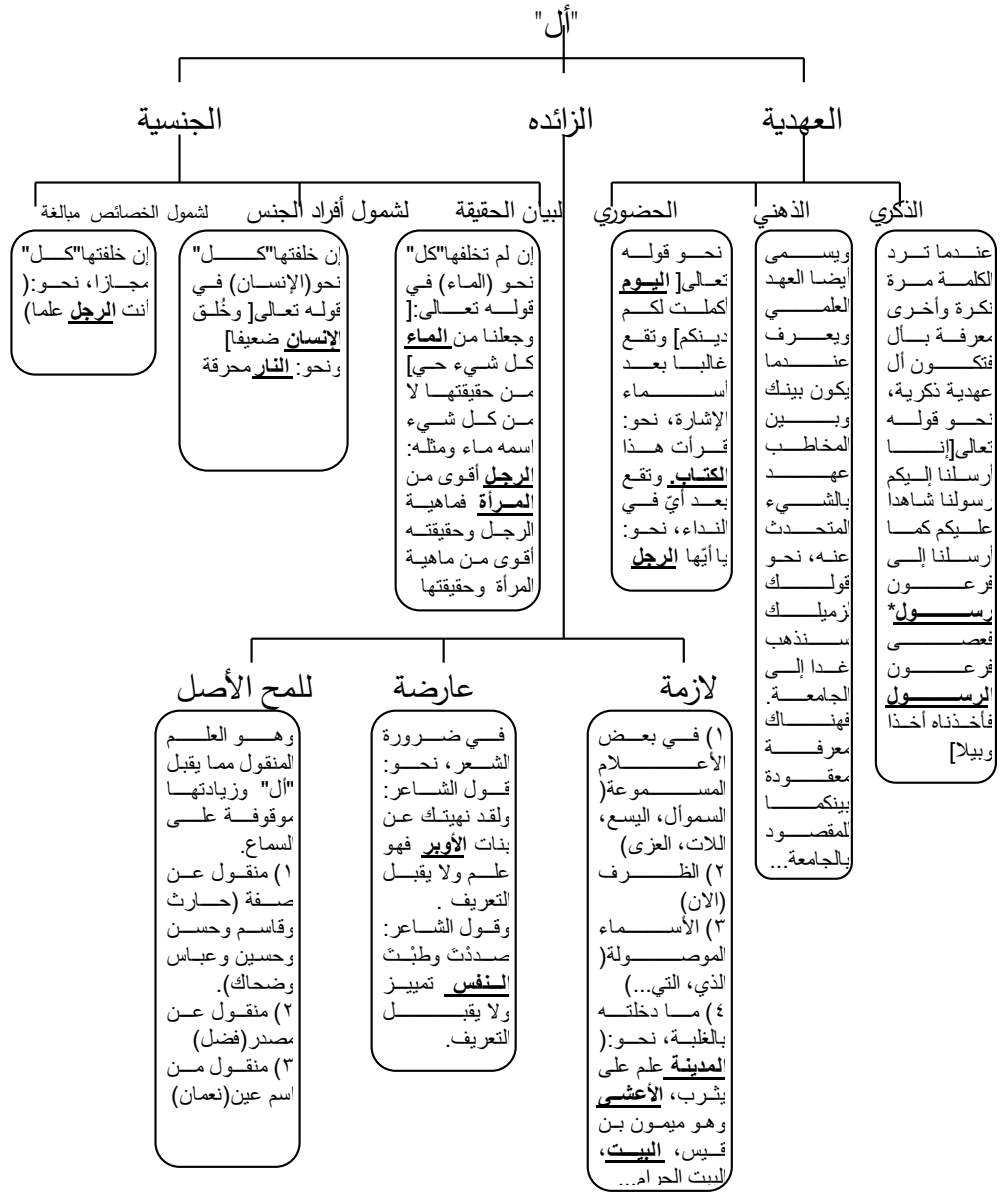 "أل"
العهدية
الزائده
الجنسية
الذكري
الذهني
الحضوري
لبيان الحقيقة
لشمول أفراد الجنس
لشمول الخصائص مبالغة
عندما ترد
الكلمة مرة
نكرة وأخرى
معرفة بأل
فتكون أل
عهدية ذكرية،
نحو قوله
تعالى[إنا
أرسلنا إليكم
رسولنا شاهدا
عليكم كما
أرسلنا إلى
فرعون
رسول*
فعصى
فرعون
الرسول
فأخذناه أخذا
وبيلا]
ويسمى
أيضا العهد
العلمي
ويعرف
عندما
يكون بينك
وبين
المخاطب
عهد
بالشيء
المتحدث
عنه، نحو
قولك
لزميلك
سنذهب
غدا إلى
الجامعة.
فهناك
معرفة
معقودة
بينكما
المقصود
بالجامعة...
نحو قوله
تعالى[ اليوم
أكملت لكم
دينكم] وتقع
غالبا بعد
أسماء
الإشارة، نحو:
قرأت هذا
الكتاب. وتقع
بعد أيّ في
النداء، نحو:
يا أيّها الرجل
إن لم تخلفها"كل"
نحو (الماء) في
قوله تعالى:[
وجعلنا من الماء
كل شيء حي]
من حقيقتها لا
من كل شيء
اسمه ماء ومثله:
الرجل أقوى من
المرأة فماهية
الرجل وحقيقته
أقوى من ماهية
المرأة وحقيقتها
إن خلفتها"كل"
نحو(الإنسان) في
قوله تعالى[ وخُلق
الإنسان ضعيفا]
ونحو: النار محرقة
إن خلفتها"كل"
مجازا، نحو:(
أنت الرجل علما)
لازمة
عارضة
للمح الأصل
١) في بعض
الأعلام
المسموعة(
السموأل، اليسع،
اللات، العزى)
٢) الظرف
(الان)
٣) الأسماء
الموصولة(
الذي، التي...)
٤) ما دخلته
بالغلبة، نحو:(
المدينة علم على
يثرب، الأعشى
وهو ميمون بن
قيس، البيت،
البيت الحرام...
في ضرورة
الشعر، نحو:
قول الشاعر:
ولقد نهيتك عن
بنات الأوبر فهو
علم ولا يقبل
التعريف .
وقول الشاعر:
صددْتَ وطبْتَ
النفس تمييز
ولا يقبل
التعريف.
وهو العلم
المنقول مما يقبل
"أل" وزيادتها
موقوفة على
السماع.
١) منقول عن
صفة (حارث
وقاسم وحسن
وحسين وعباس
وضحاك).
٢) منقول عن
مصدر(فضل)
٣) منقول من
اسم عين(نعمان)